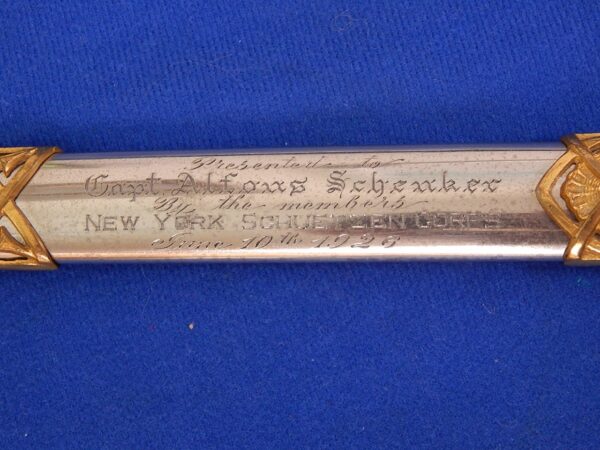 Presented to
Capt Alfons Schenker
By the members
NEW YORK SCHUETZEN CORPS
June 10th 1926